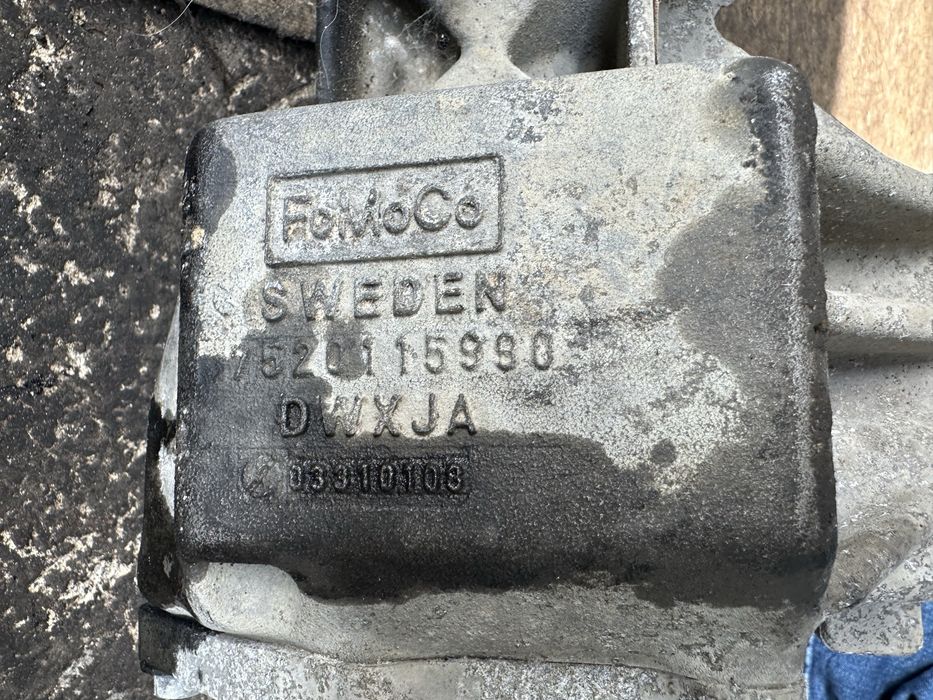 FoMoCo
SWEDEN
7520115990
DWXJA
03310103